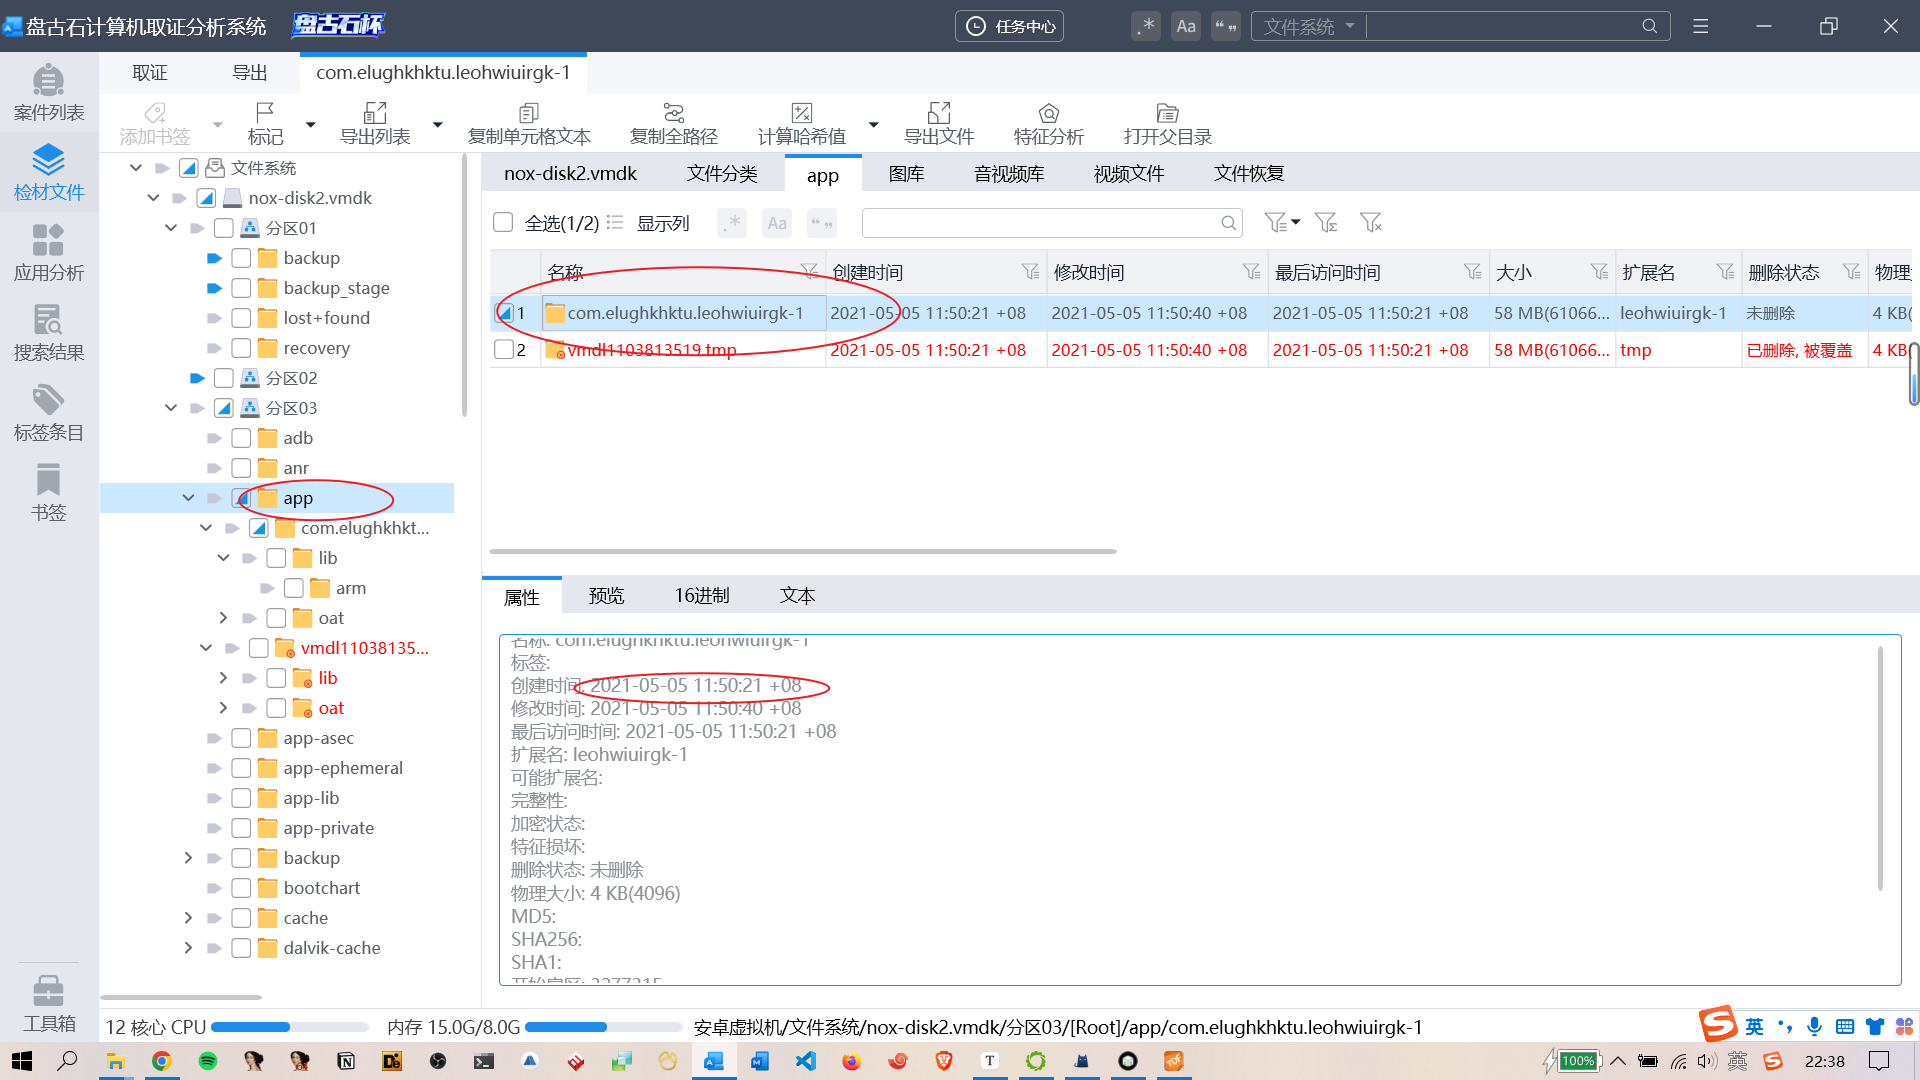 盘古石计算机取证分析系统 盘古石杯 任务中心 .* Aa “” 文件系统
取证 导出 com.elughkhktu.leohwiuirgk-1
添加书签 标记 导出列表 复制单元格文本 复制全路径 计算哈希值 导出文件 特征分析 打开父目录
案件列表
检材文件
应用分析
搜索结果
标签条目
书签
工具箱
文件系统
nox-disk2.vmdk
分区01
backup
backup_stage
lost+found
recovery
分区02
分区03
adb
anr
app
com.elughkhkt...
lib
arm
oat
vmdl11038135...
lib
oat
app-asec
app-ephemeral
app-lib
app-private
backup
bootchart
cache
dalvik-cache
nox-disk2.vmdk 文件分类 app 图库 音视频库 视频文件 文件恢复
全选(1/2) 显示列 .* Aa “”
名称 创建时间 修改时间 最后访问时间 大小 扩展名 删除状态 物理
1 com.elughkhktu.leohwiuirgk-1 2021-05-05 11:50:21 +08 2021-05-05 11:50:40 +08 2021-05-05 11:50:21 +08 58 MB(61066... leohwiuirgk-1 未删除 4 KB(
2 vmdl1103813519.tmp 2021-05-05 11:50:21 +08 2021-05-05 11:50:40 +08 2021-05-05 11:50:21 +08 58 MB(61066... tmp 已删除, 被覆盖 4 KB(
属性 预览 16进制 文本
名称: com.elughkhktu.leohwiuirgk-1
标签:
创建时间: 2021-05-05 11:50:21 +08
修改时间: 2021-05-05 11:50:40 +08
最后访问时间: 2021-05-05 11:50:21 +08
扩展名: leohwiuirgk-1
可能扩展名:
完整性:
加密状态:
特征损坏:
删除状态: 未删除
物理大小: 4 KB(4096)
MD5:
SHA256:
SHA1:
12 核心 CPU 内存 15.0G/8.0G 安卓虚拟机/文件系统/nox-disk2.vmdk/分区03/[Root]/app/com.elughkhktu.leohwiuirgk-1
英
100% 英 22:38